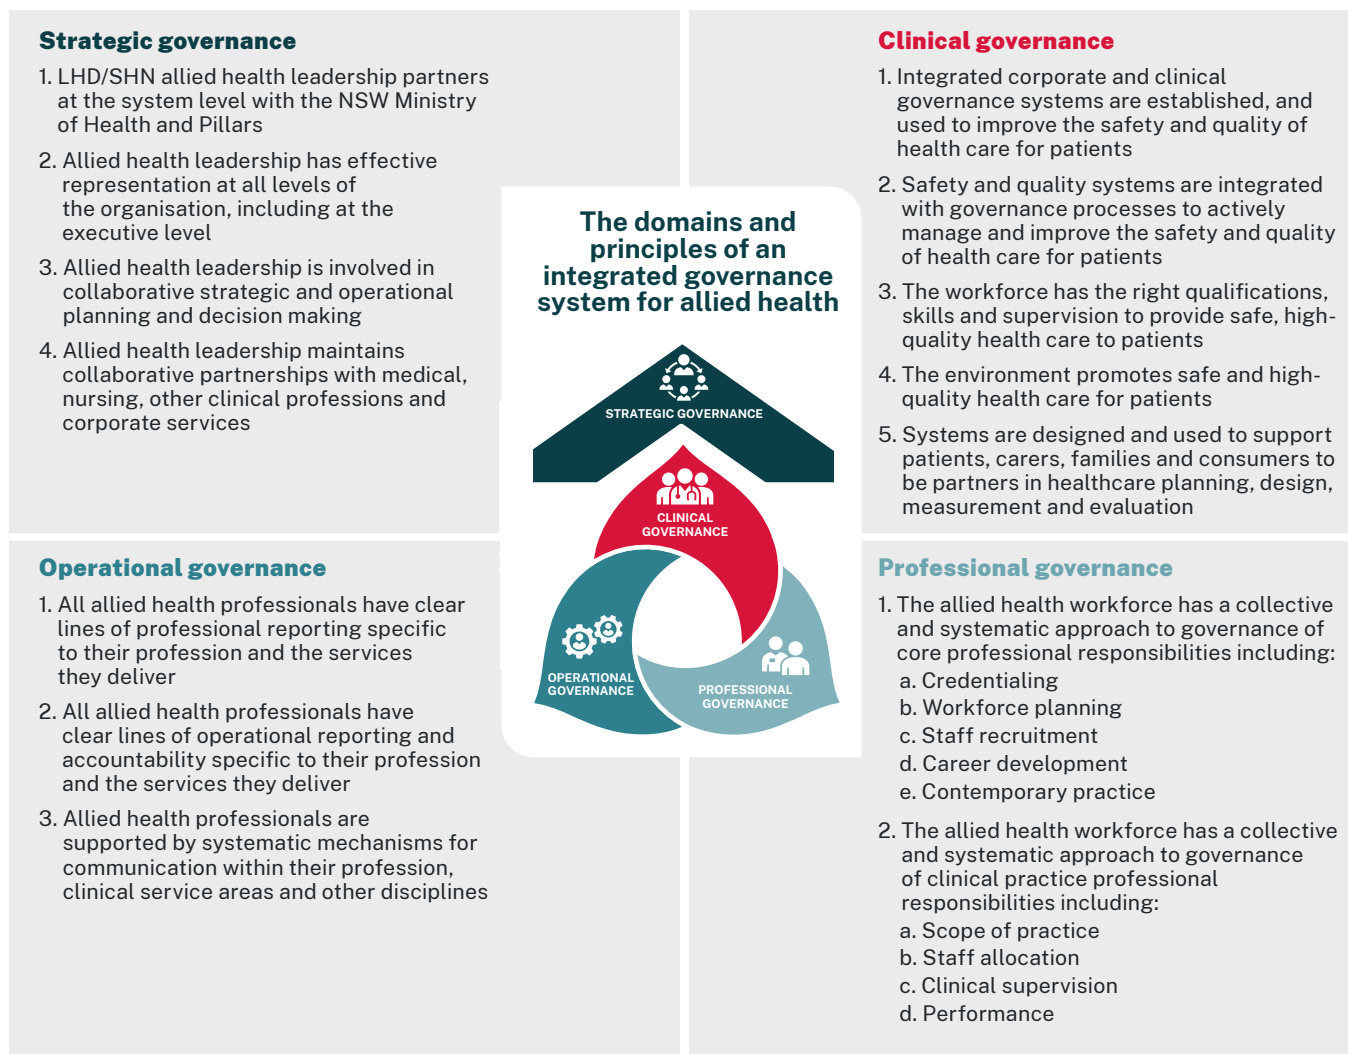 Strategic governance
1. LHD/SHN allied health leadership partners
at the system level with the NSW Ministry
of Health and Pillars
2. Allied health leadership has effective
representation at all levels of
the organisation, including at the
executive level
3. Allied health leadership is involved in
collaborative strategic and operational
planning and decision making
4. Allied health leadership maintains
collaborative partnerships with medical,
nursing, other clinical professions and
corporate services
Clinical governance
1. Integrated corporate and clinical
governance systems are established, and
used to improve the safety and quality of
health care for patients
2. Safety and quality systems are integrated
with governance processes to actively
manage and improve the safety and quality
of health care for patients
3. The workforce has the right qualifications,
skills and supervision to provide safe, high-
quality health care to patients
4. The environment promotes safe and high-
quality health care for patients
5. Systems are designed and used to support
patients, carers, families and consumers to
be partners in healthcare planning, design,
measurement and evaluation
The domains and
principles of an
integrated governance
system for allied health
STRATEGIC GOVERNANCE
CLINICAL
GOVERNANCE
OPERATIONAL
GOVERNANCE
PROFESSIONAL
GOVERNANCE
Operational governance
1. All allied health professionals have clear
lines of professional reporting specific
to their profession and the services
they deliver
2. All allied health professionals have
clear lines of operational reporting and
accountability specific to their profession
and the services they deliver
3. Allied health professionals are
supported by systematic mechanisms for
communication within their profession,
clinical service areas and other disciplines
Professional governance
1. The allied health workforce has a collective
and systematic approach to governance of
core professional responsibilities including:
a. Credentialing
b. Workforce planning
c. Staff recruitment
d. Career development
e. Contemporary practice
2. The allied health workforce has a collective
and systematic approach to governance
of clinical practice professional
responsibilities including:
a. Scope of practice
b. Staff allocation
c. Clinical supervision
d. Performance